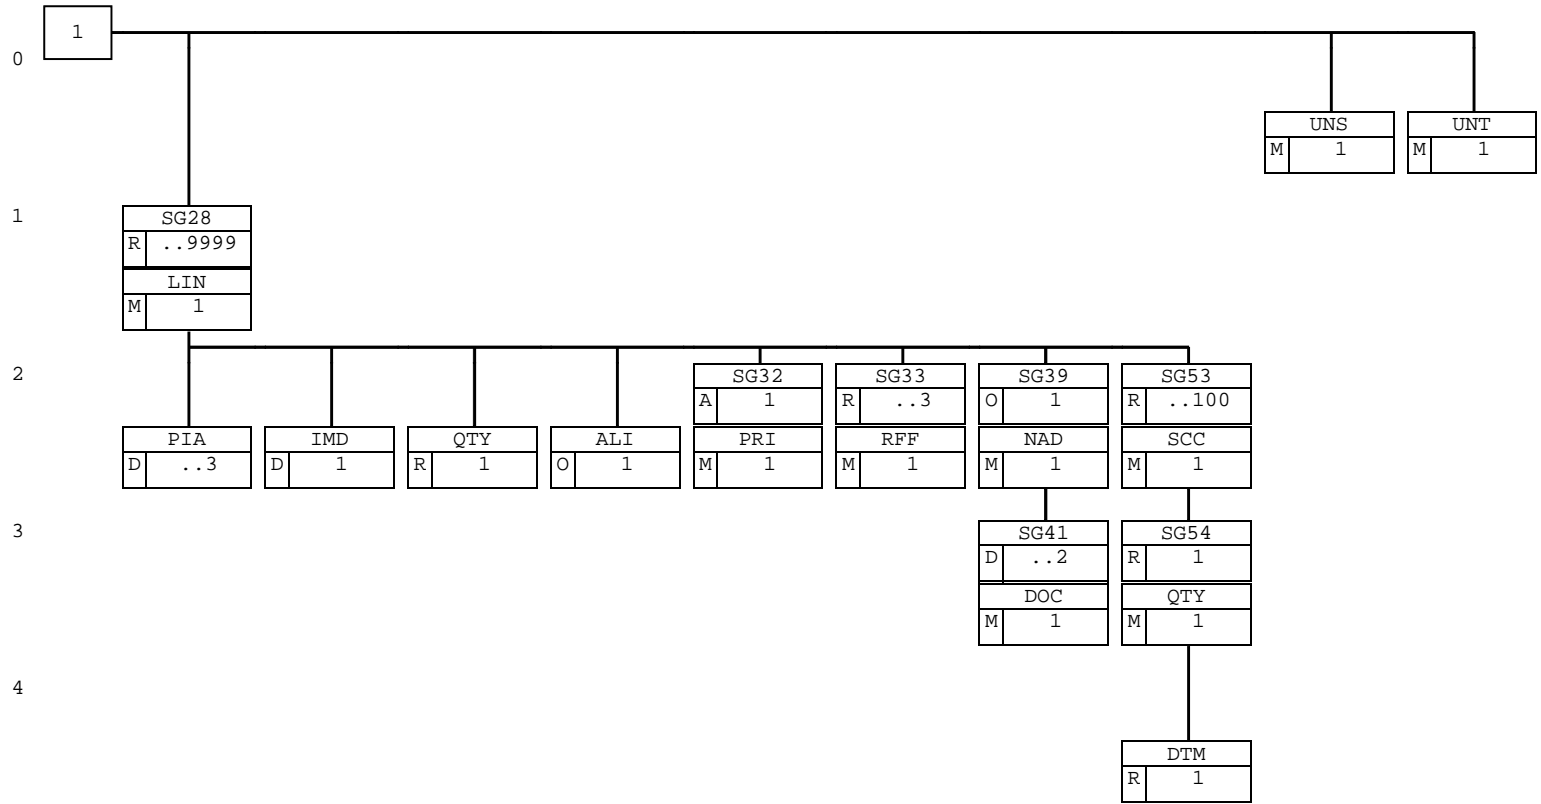 1
0
UNS UNT
M 1 M 1
1 SG28
R ..9999
LIN
M 1
2 SG32 SG33 SG39 SG53
A 1 R ..3 O 1 R ..100
PIA IMD QTY ALI PRI RFF NAD SCC
D ..3 D 1 R 1 O 1 M 1 M 1 M 1 M 1
3 SG41 SG54
D ..2 R 1
DOC QTY
M 1 M 1
4
DTM
R 1